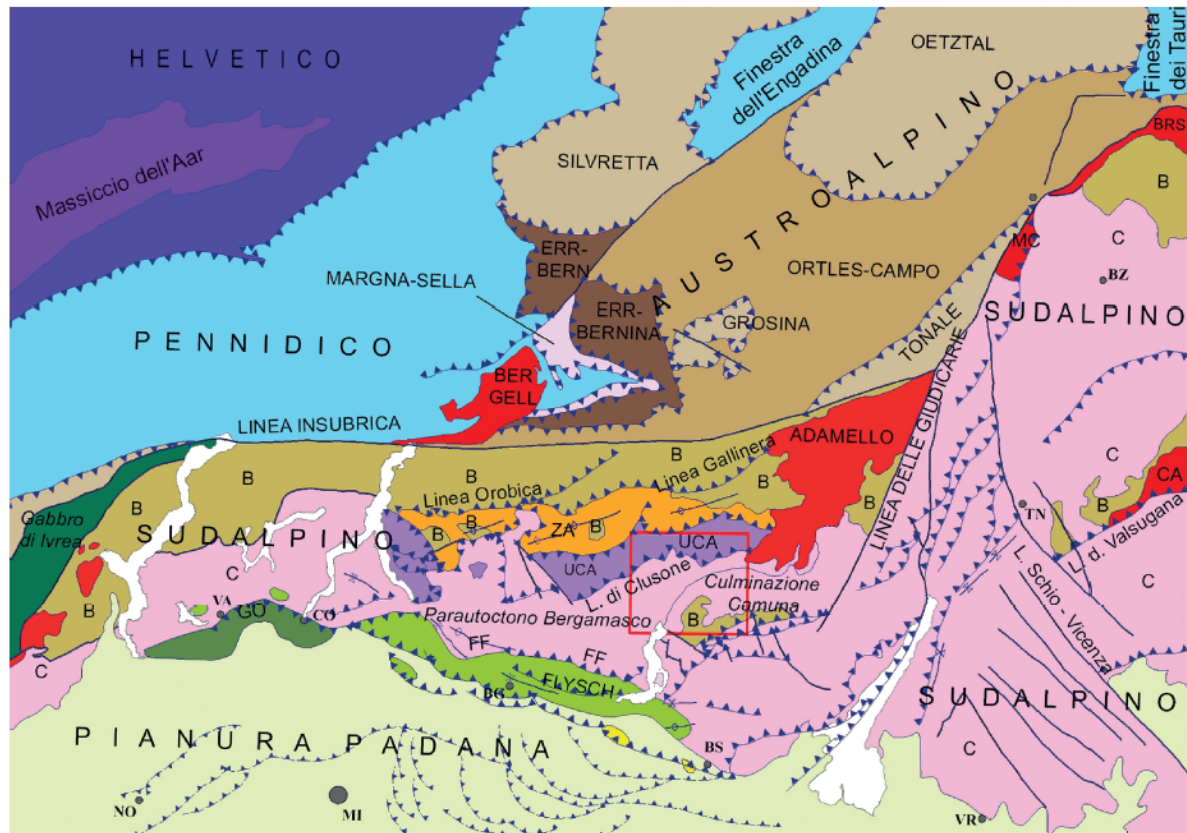 HELVETICO
Massiccio dell'Aar
Finestra
dell'Engadina
OETZTAL
Finestra
dei Tauri
BRS
B
SILVRETTA
AUSTROALPINO
ERR-
BERN
MARGNA-SELLA
ERR-
BERNINA
ORTLES-CAMPO
GROSINA
TONALE
MC
C
BZ
SUDALPINO
PENNIDICO
BER
GELL
LINEA INSUBRICA
ADAMELLO
LINEA DELLE GIUDICARIE
B
B
B
Linea Gallinera
B
B
Linea Orobica
B
B
ZA
B
Gabbro
di Ivrea
SUDALPINO
C
UCA
UCA
L. di Clusone
Culminazione
Camuna
B
C
CA
B
TN
L. d. Valsugana
C
L. Schio - Vicenza
B
VA
GO
CO
Parautoctono Bergamasco
FF
FF
FLYSCH
BG
C
SUDALPINO
C
PIANURA PADANA
BS
NO
MI
VR